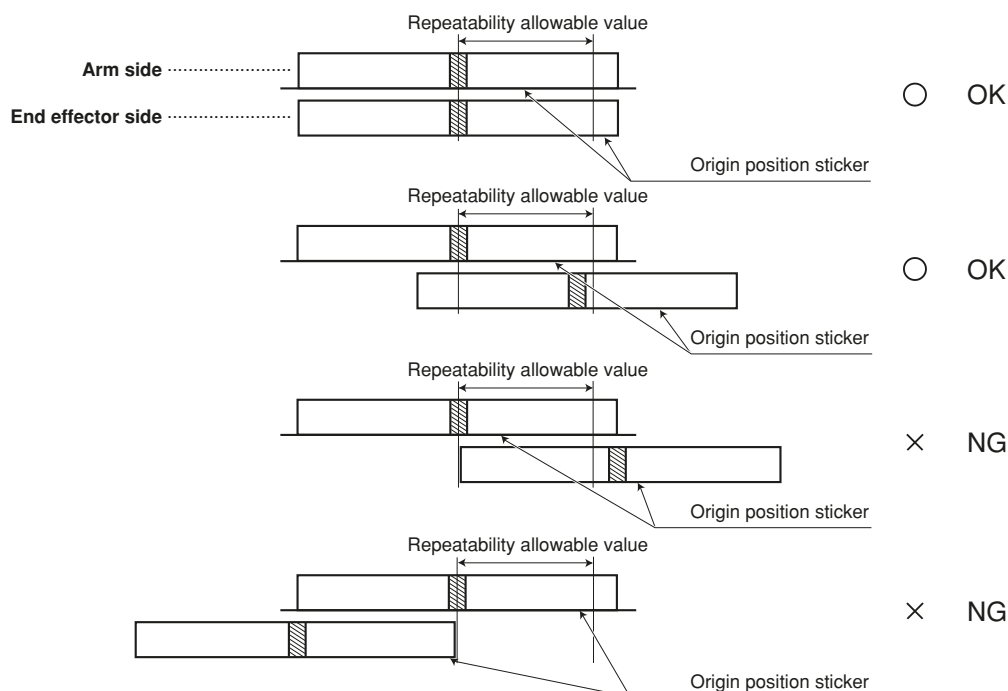 Repeatability allowable value
Arm side
OK
End effector side
Origin position sticker
Repeatability allowable value
OK
Origin position sticker
Repeatability allowable value
NG
Origin position sticker
Repeatability allowable value
NG
Origin position sticker